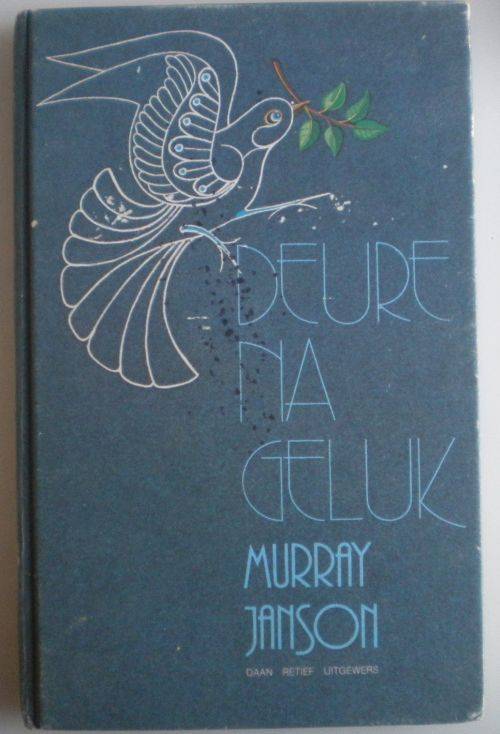 DEURE
NA
GELUK
MURRAY
JANSON
DAAN RETIEF UITGEWERS